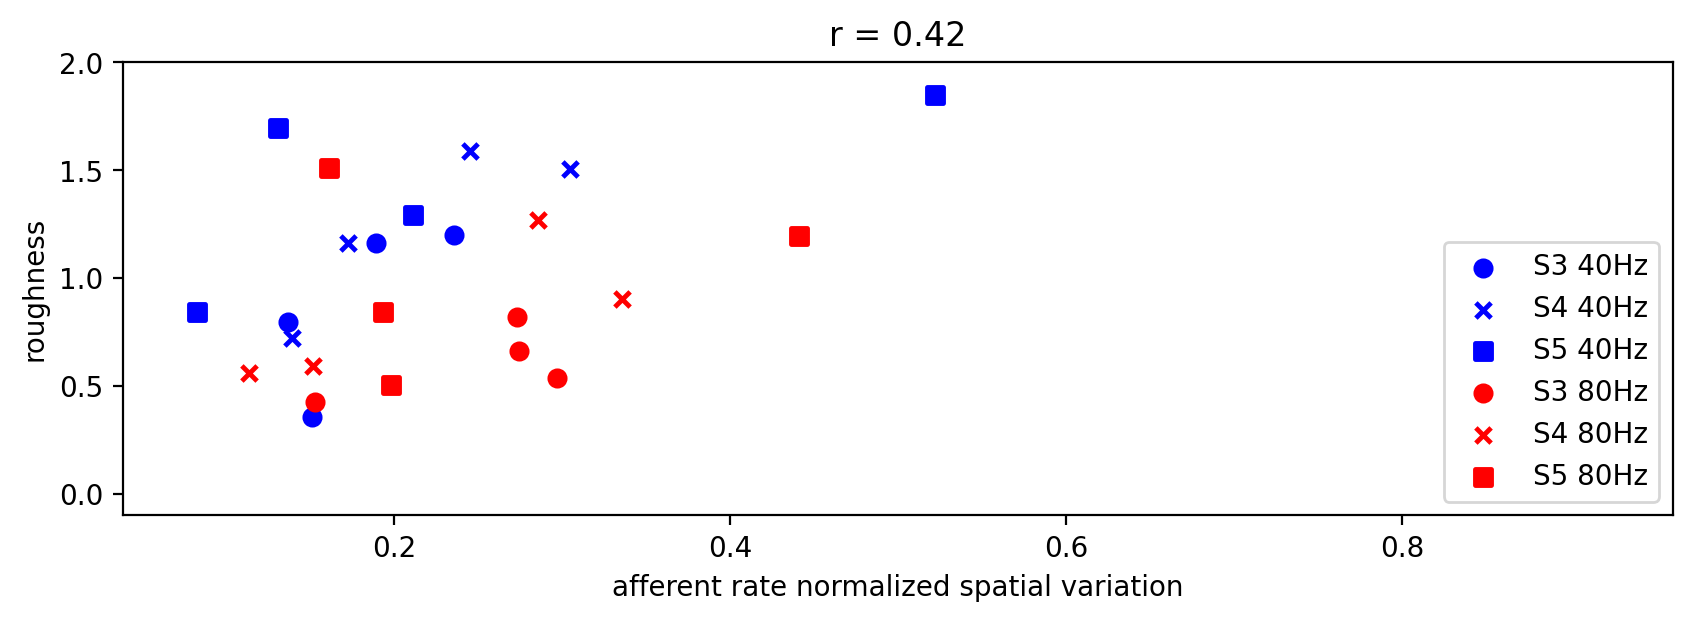 r = 0.42
2.0
1.5
1.0
0.5
0.0
roughness
S3 40Hz
S4 40Hz
S5 40Hz
S3 80Hz
S4 80Hz
S5 80Hz
0.2 0.4 0.6 0.8
afferent rate normalized spatial variation